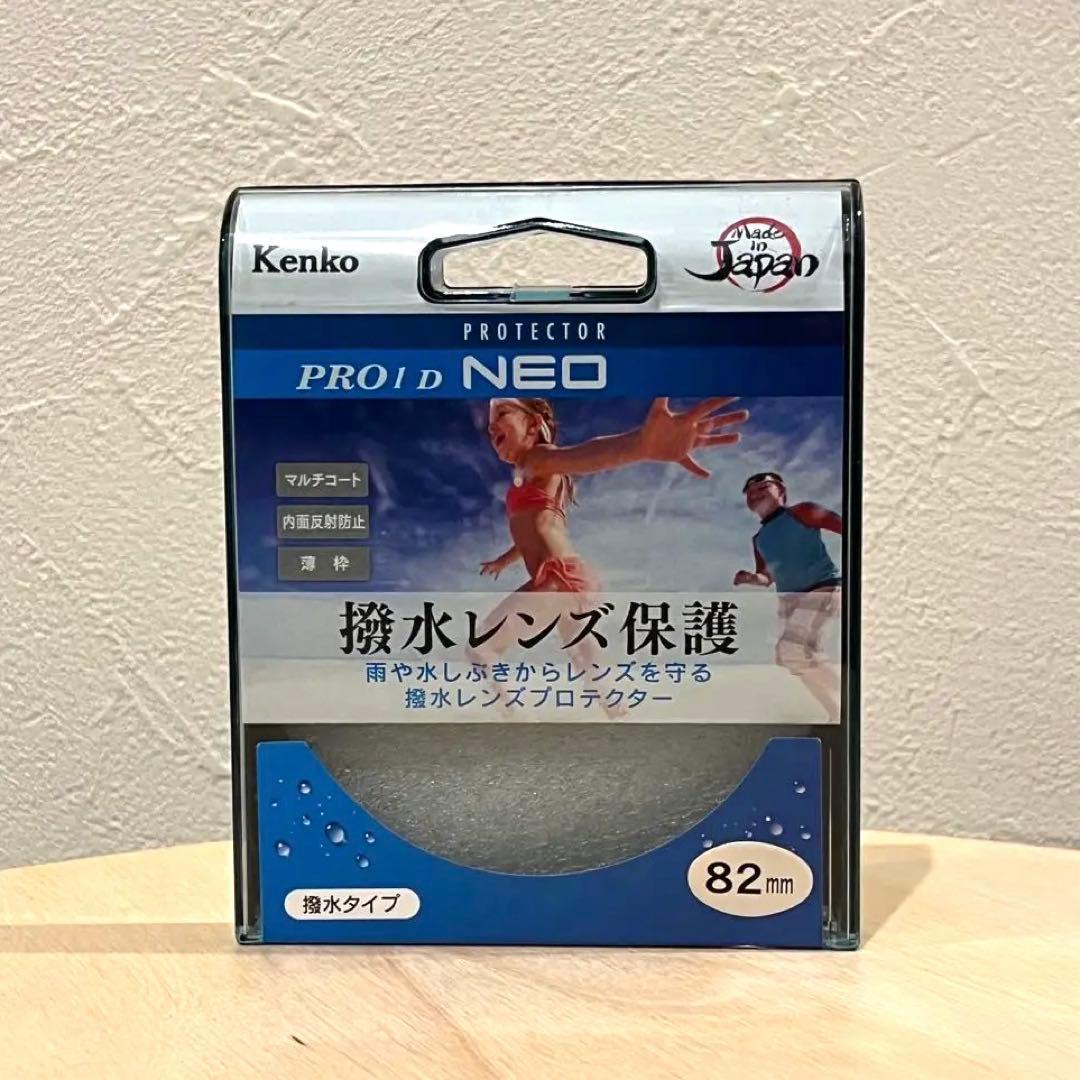 Kenko
Made
in
Japan
PROTECTOR
PRO1D NEO
マルチコート
内面反射防止
薄 枠
撥水レンズ保護
雨や水しぶきからレンズを守る
撥水レンズプロテクター
撥水タイプ
82mm